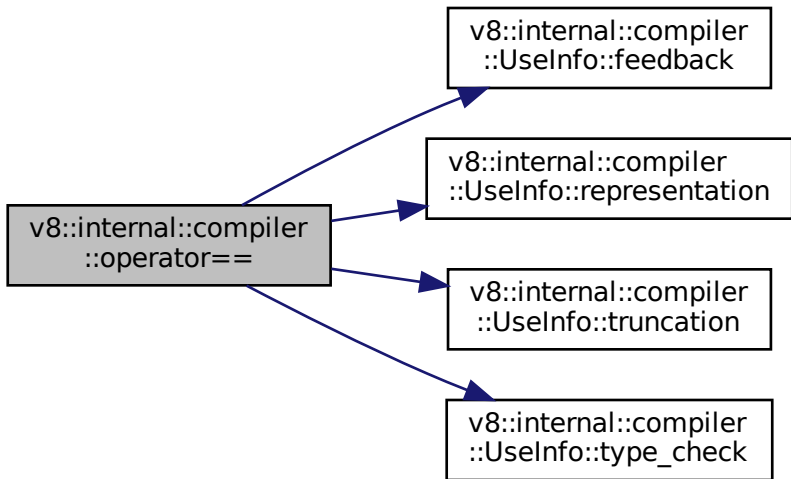 v8::internal::compiler
::UseInfo::feedback
v8::internal::compiler
::UseInfo::representation
v8::internal::compiler
::operator==
v8::internal::compiler
::UseInfo::truncation
v8::internal::compiler
::UseInfo::type_check